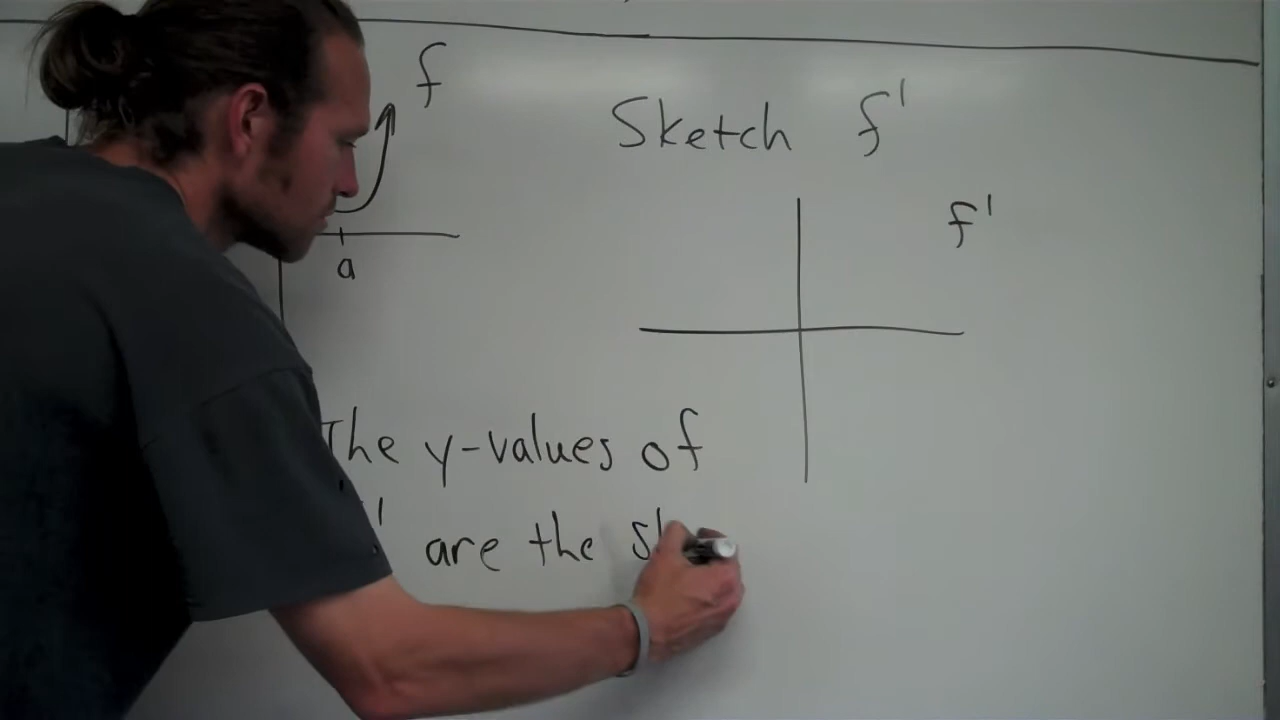 f
Sketch f'
f'
a
The y-values of
' are the